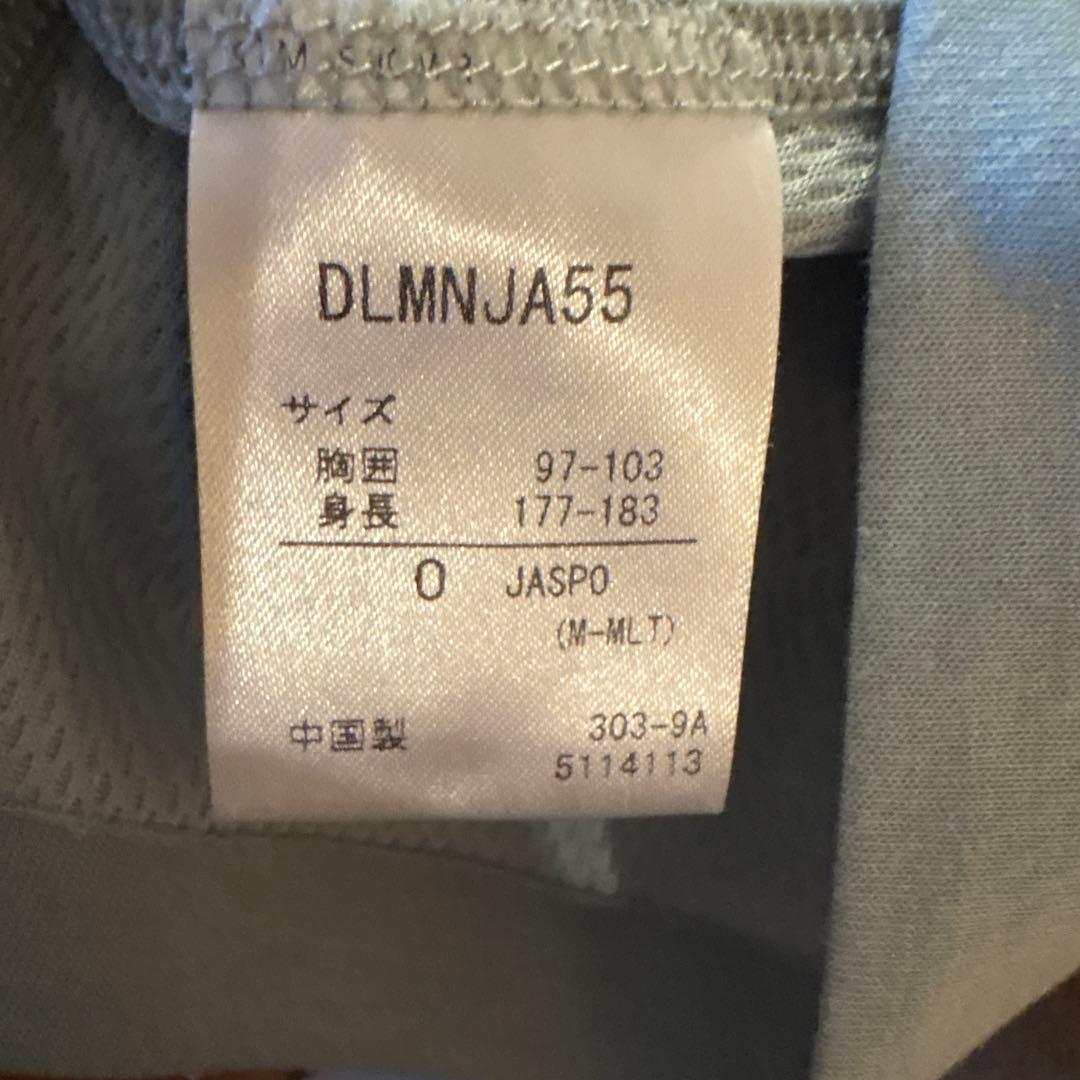 DLMNJA55
サイズ
胸囲 97-103
身長 177-183
O JASPO
(M-MLT)
中国製 303-9A
5114113